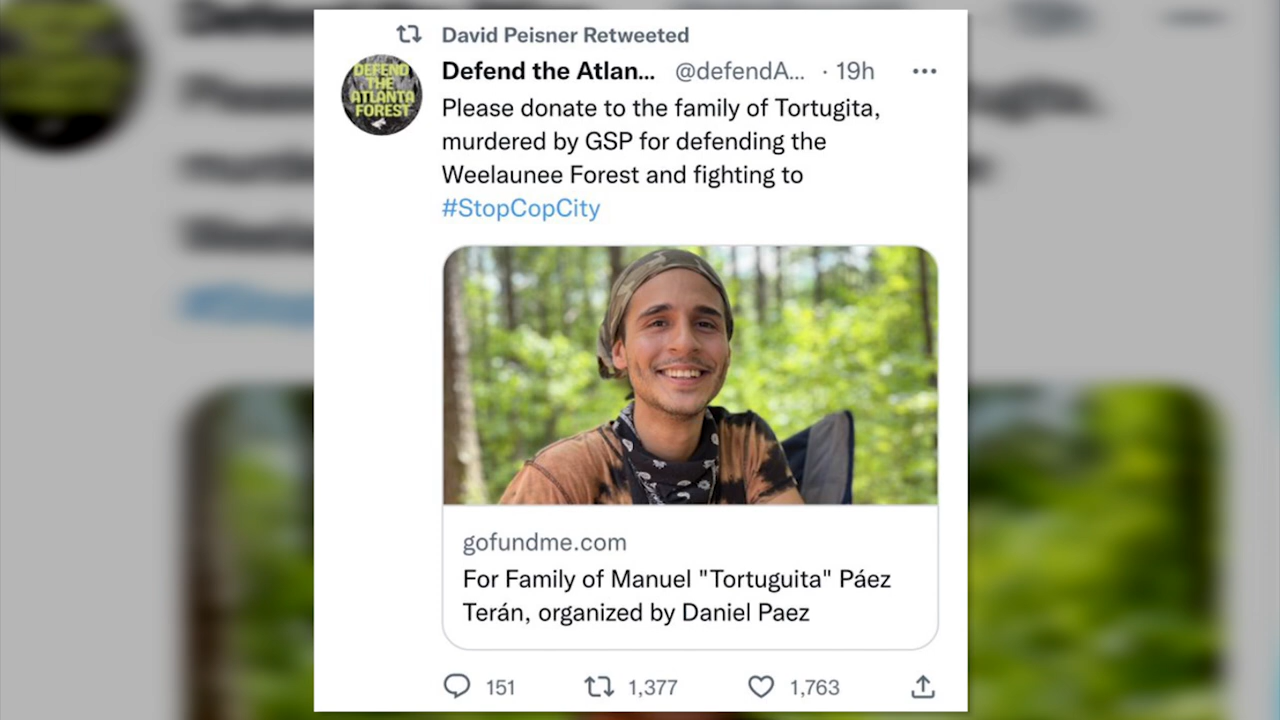 David Peisner Retweeted
Defend the Atlan... @defendA... · 19h
DEFEND
THE
ATLANTA
FOREST
Please donate to the family of Tortugita,
murdered by GSP for defending the
Weelaunee Forest and fighting to
#StopCopCity
gofundme.com
For Family of Manuel "Tortuguita" Páez
Terán, organized by Daniel Paez
151 1,377 1,763